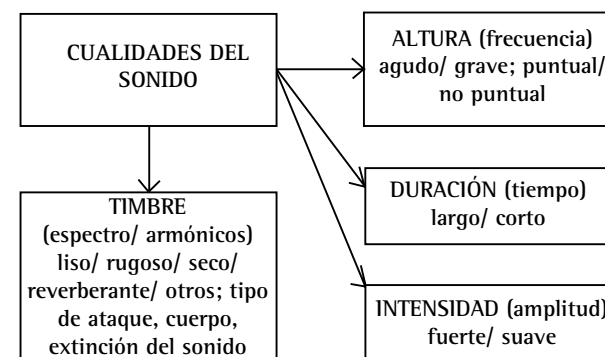 CUALIDADES DEL
SONIDO
ALTURA (frecuencia)
agudo/ grave; puntual/
no puntual
DURACIÓN (tiempo)
largo/ corto
TIMBRE
(espectro/ armónicos)
liso/ rugoso/ seco/
reverberante/ otros; tipo
de ataque, cuerpo,
extinción del sonido
INTENSIDAD (amplitud)
fuerte/ suave